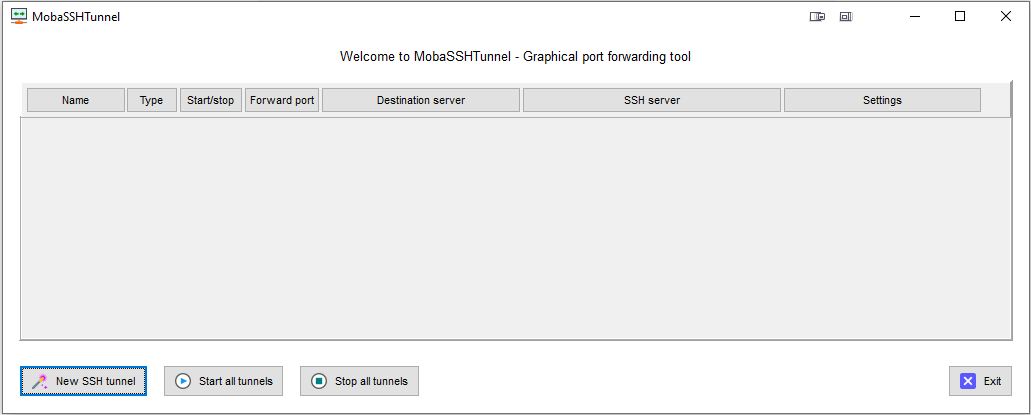 MobaSSHTunnel
Welcome to MobaSSHTunnel - Graphical port forwarding tool
Name Type Start/stop Forward port Destination server SSH server Settings
New SSH tunnel Start all tunnels Stop all tunnels Exit